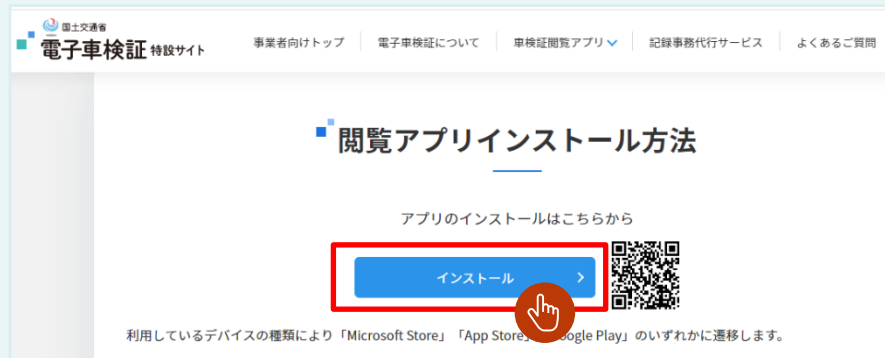 国土交通省
電子車検証 特設サイト
事業者向けトップ 電子車検証について 車検証閲覧アプリ 記録事務代行サービス よくあるご質問
閲覧アプリインストール方法
アプリのインストールはこちらから
インストール
利用しているデバイスの種類により「Microsoft Store」「App Store」 oogle Play」のいずれかに遷移します。